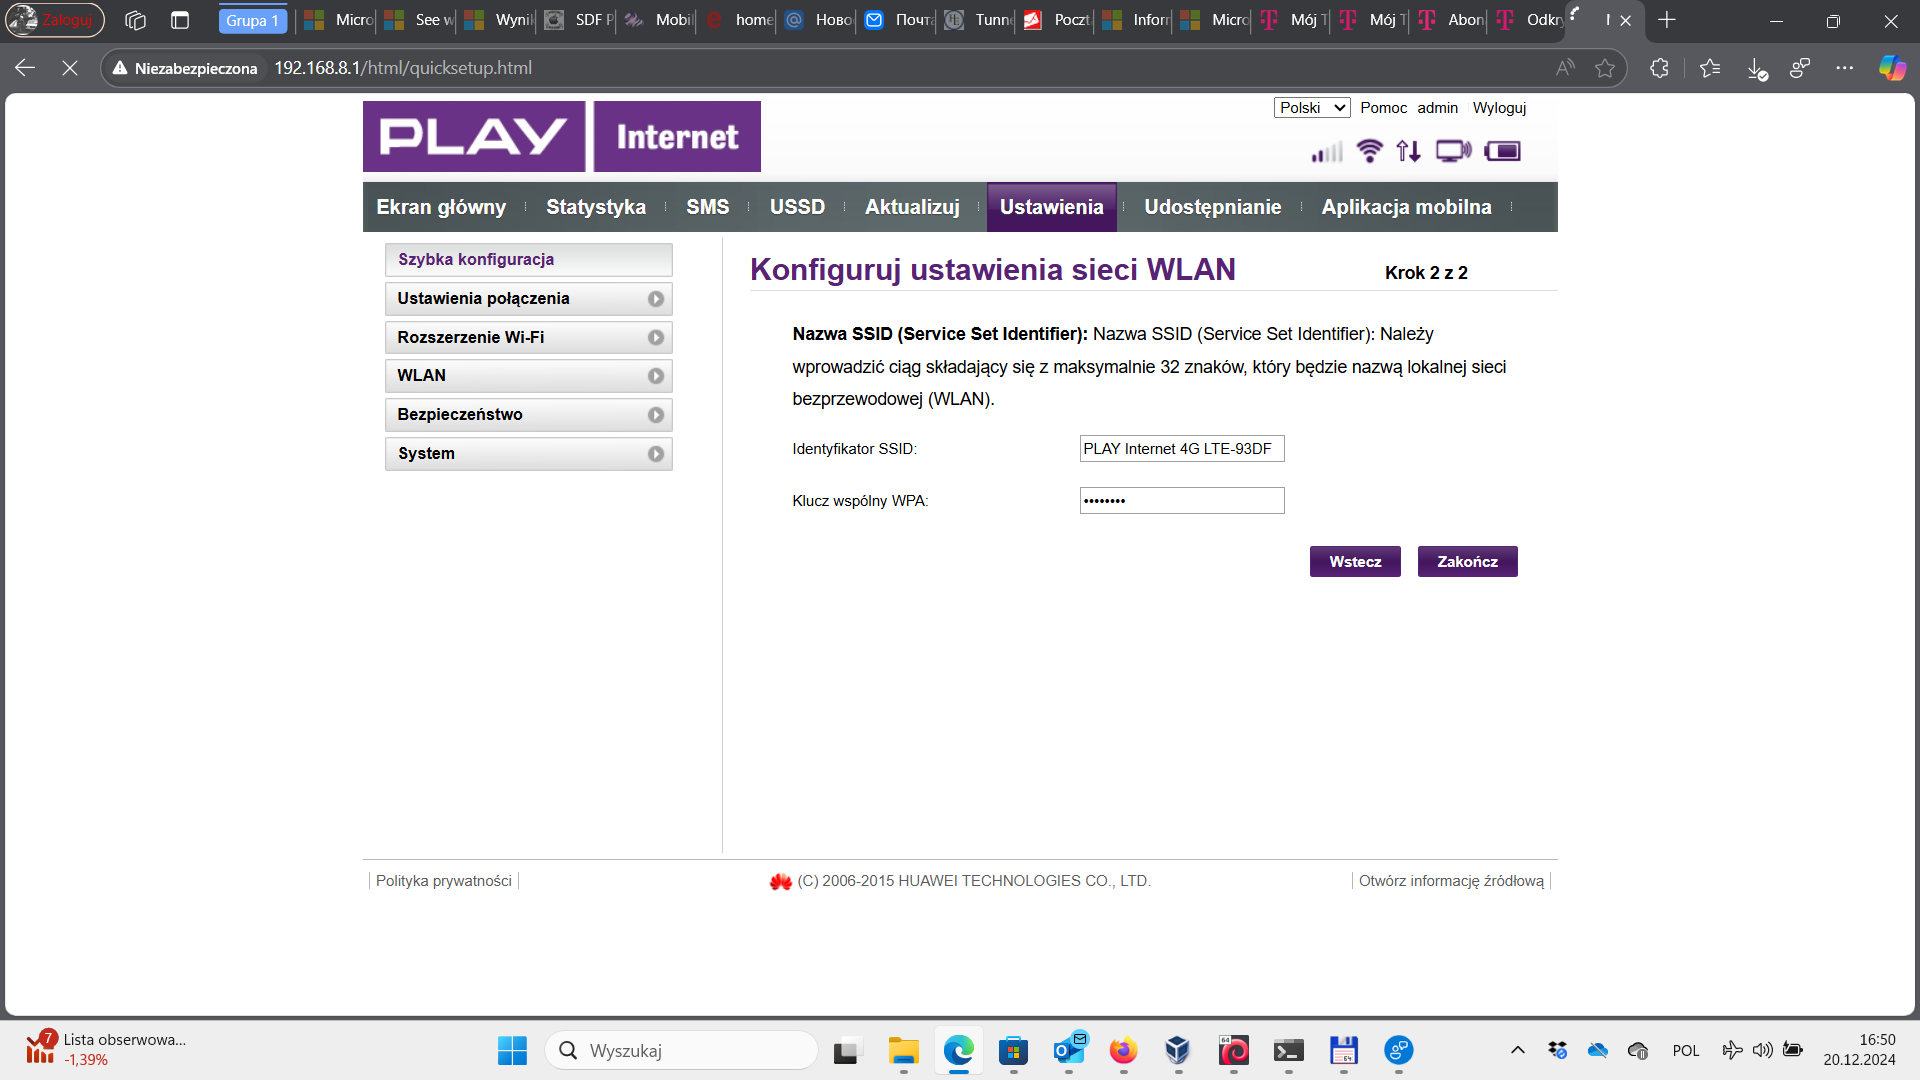 Zaloguj
Grupa 1
Micro
See w
Wynik
SDF P
Mobil
home
Ново
Почта
Tunne
Poczt
Inform
Micro
Mój T
Mój T
Abon
Odkr
Niezabezpieczona 192.168.8.1/html/quicksetup.html
PLAY Internet
Polski Pomoc admin Wyloguj
Ekran główny Statystyka SMS USSD Aktualizuj Ustawienia Udostępnianie Aplikacja mobilna
Szybka konfiguracja
Ustawienia połączenia
Rozszerzenie Wi-Fi
WLAN
Bezpieczeństwo
System
Konfiguruj ustawienia sieci WLAN
Krok 2 z 2
Nazwa SSID (Service Set Identifier): Nazwa SSID (Service Set Identifier): Należy
wprowadzić ciąg składający się z maksymalnie 32 znaków, który będzie nazwą lokalnej sieci
bezprzewodowej (WLAN).
Identyfikator SSID: PLAY Internet 4G LTE-93DF
Klucz wspólny WPA: ••••••••
Wstecz Zakończ
Polityka prywatności
(C) 2006-2015 HUAWEI TECHNOLOGIES CO., LTD.
Otwórz informację źródłową
7
Lista obserwowa...
-1,39%
Wyszukaj
64
64
POL
16:50
20.12.2024